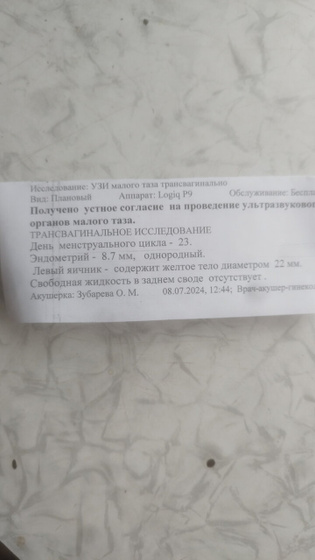 Исследование: УЗИ малого таза трансвагинально
Вид: Плановый Аппарат: Logiq P9 Обслуживание: Беспл
Получено устное согласие на проведение ультразвуковог
органов малого таза.
ТРАНСВАГИНАЛЬНОЕ ИССЛЕДОВАНИЕ
День менструального цикла - 23.
Эндометрий - 8.7 мм, однородный.
Левый яичник - содержит желтое тело диаметром 22 мм.
Свободная жидкость в заднем своде отсутствует .
Акушерка: Зубарева О. М. 08.07.2024, 12:44; Врач-акушер-гинеко